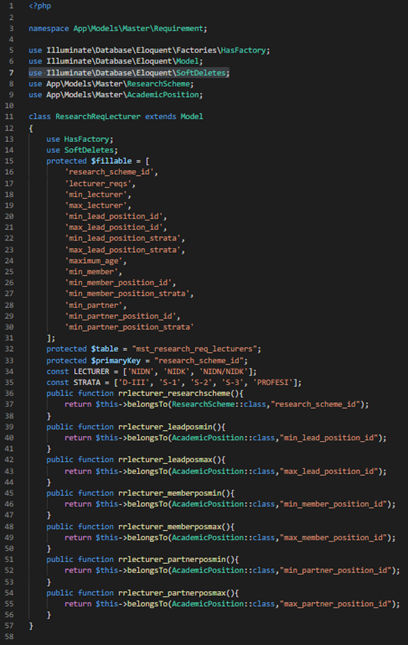 1 <?php
2
3 namespace App\Models\Master\Requirement;
4
5 use Illuminate\Database\Eloquent\Factories\HasFactory;
6 use Illuminate\Database\Eloquent\Model;
7 use Illuminate\Database\Eloquent\SoftDeletes;
8 use App\Models\Master\ResearchScheme;
9 use App\Models\Master\AcademicPosition;
10
11 class ResearchReqLecturer extends Model
12 {
13 use HasFactory;
14 use SoftDeletes;
15 protected $fillable = [
16 'research_scheme_id',
17 'lecturer_reqs',
18 'min_lecturer',
19 'max_lecturer',
20 'min_lead_position_id',
21 'max_lead_position_id',
22 'min_lead_position_strata',
23 'max_lead_position_strata',
24 'maximum_age',
25 'min_member',
26 'min_member_position_id',
27 'min_member_position_strata',
28 'min_partner',
29 'min_partner_position_id',
30 'min_partner_position_strata'
31 ];
32 protected $table = "mst_research_req_lecturers";
33 protected $primaryKey = "research_scheme_id";
34 const LECTURER = ['NIDN', 'NIDK', 'NIDN/NIDK'];
35 const STRATA = ['D-III', 'S-1', 'S-2', 'S-3', 'PROFESI'];
36 public function rrlecturer_researchscheme(){
37 return $this->belongsTo(ResearchScheme::class,"research_scheme_id");
38 }
39 public function rrlecturer_leadposmin(){
40 return $this->belongsTo(AcademicPosition::class,"min_lead_position_id");
41 }
42 public function rrlecturer_leadposmax(){
43 return $this->belongsTo(AcademicPosition::class,"max_lead_position_id");
44 }
45 public function rrlecturer_memberposmin(){
46 return $this->belongsTo(AcademicPosition::class,"min_member_position_id");
47 }
48 public function rrlecturer_memberposmax(){
49 return $this->belongsTo(AcademicPosition::class,"max_member_position_id");
50 }
51 public function rrlecturer_partnerposmin(){
52 return $this->belongsTo(AcademicPosition::class,"min_partner_position_id");
53 }
54 public function rrlecturer_partnerposmax(){
55 return $this->belongsTo(AcademicPosition::class,"max_partner_position_id");
56 }
57 }
58